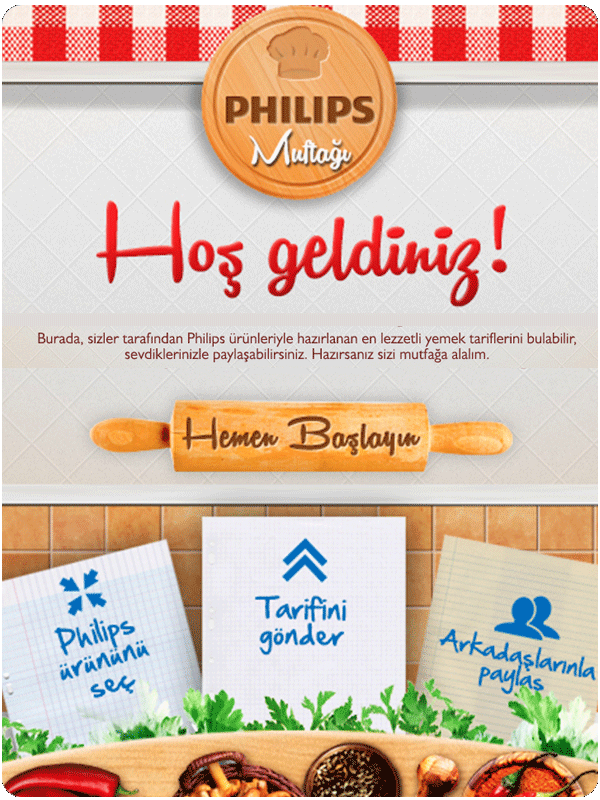 PHILIPS
Mutfağı
Hoş geldiniz!
Burada, sizler tarafından Philips ürünleriyle hazırlanan en lezzetli yemek tariflerini bulabilir,
sevdiklerinizle paylaşabilirsiniz. Hazırsanız sizi mutfağa alalım.
Hemen Başlayın
Philips
ürününü
seç
Tarifini
gönder
Arkadaşlarınla
paylaş